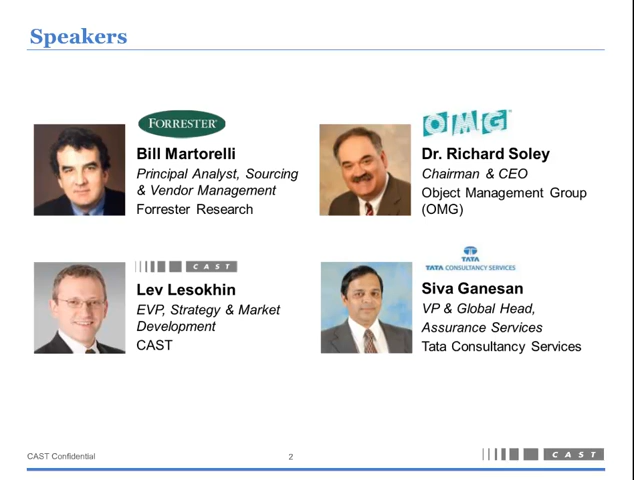 Speakers
FORRESTER
Bill Martorelli
Principal Analyst, Sourcing
& Vendor Management
Forrester Research
OMG
Dr. Richard Soley
Chairman & CEO
Object Management Group
(OMG)
CAST
Lev Lesokhin
EVP, Strategy & Market
Development
CAST
TATA
TATA CONSULTANCY SERVICES
Siva Ganesan
VP & Global Head,
Assurance Services
Tata Consultancy Services
CAST Confidential
2
CAST